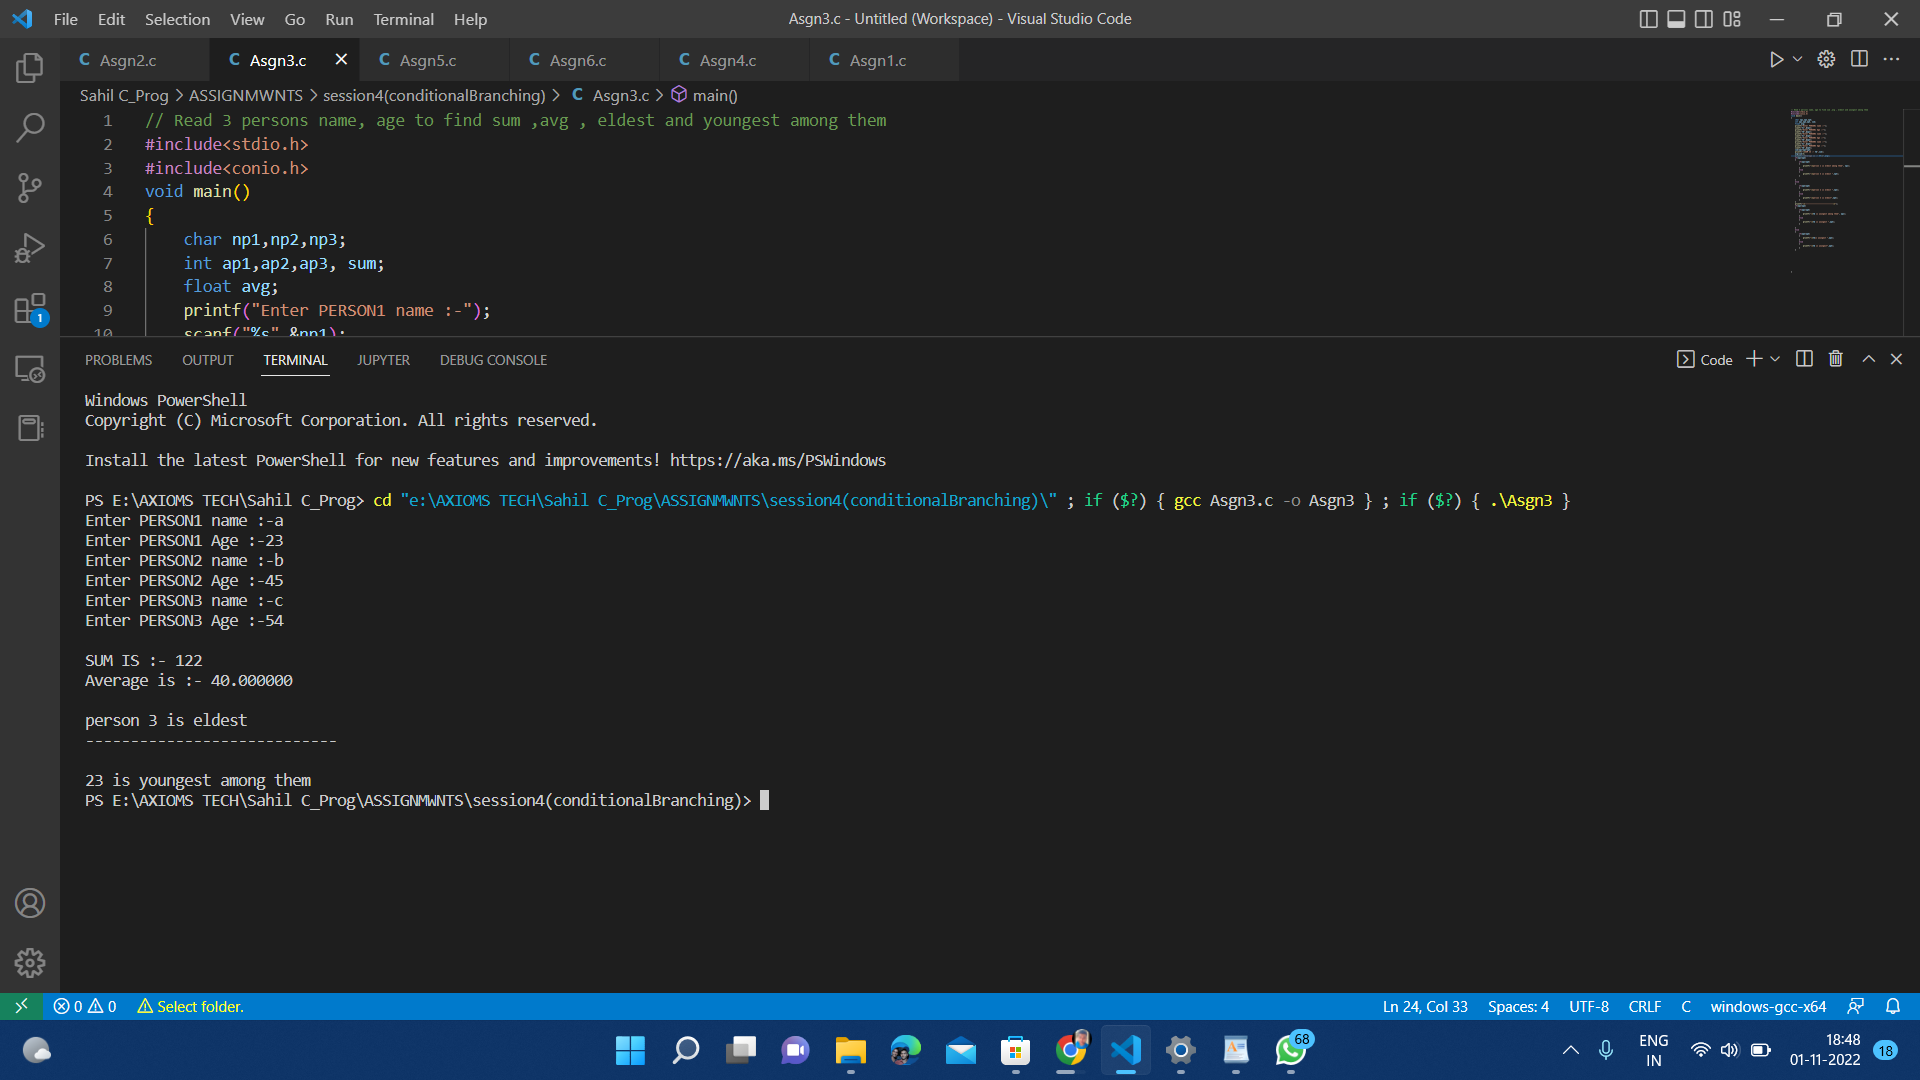 File Edit Selection View Go Run Terminal Help
Asgn3.c - Untitled (Workspace) - Visual Studio Code
Asgn2.c Asgn3.c Asgn5.c Asgn6.c Asgn4.c Asgn1.c
Sahil C_Prog > ASSIGNMWNTS > session4(conditionalBranching) > C Asgn3.c > main()
1 // Read 3 persons name, age to find sum ,avg , eldest and youngest among them
2 #include<stdio.h>
3 #include<conio.h>
4 void main()
5 {
6 char np1,np2,np3;
7 int ap1,ap2,ap3, sum;
8 float avg;
9 printf("Enter PERSON1 name :-");
10 scanf("%s",&np1);
PROBLEMS OUTPUT TERMINAL JUPYTER DEBUG CONSOLE
Code
Windows PowerShell
Copyright (C) Microsoft Corporation. All rights reserved.
Install the latest PowerShell for new features and improvements! https://aka.ms/PSWindows
PS E:\AXIOMS TECH\Sahil C_Prog> cd "e:\AXIOMS TECH\Sahil C_Prog\ASSIGNMWNTS\session4(conditionalBranching)\" ; if ($?) { gcc Asgn3.c -o Asgn3 } ; if ($?) { .\Asgn3 }
Enter PERSON1 name :-a
Enter PERSON1 Age :-23
Enter PERSON2 name :-b
Enter PERSON2 Age :-45
Enter PERSON3 name :-c
Enter PERSON3 Age :-54
SUM IS :- 122
Average is :- 40.000000
person 3 is eldest
----------------------------
23 is youngest among them
PS E:\AXIOMS TECH\Sahil C_Prog\ASSIGNMWNTS\session4(conditionalBranching)>
0 0 Select folder.
Ln 24, Col 33 Spaces: 4 UTF-8 CRLF C windows-gcc-x64
68
ENG
IN
18:48
01-11-2022
18